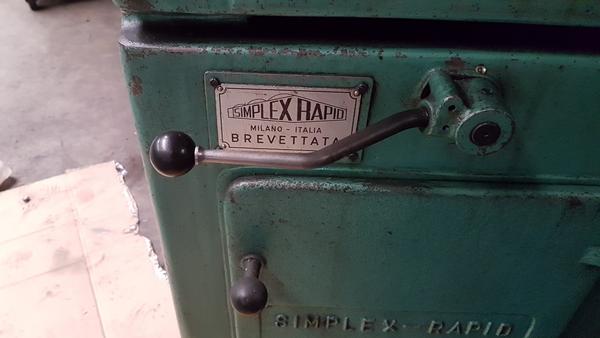 SIMPLEX RAPID
MILANO - ITALIA
BREVETTATA
SIMPLEX-RAPID